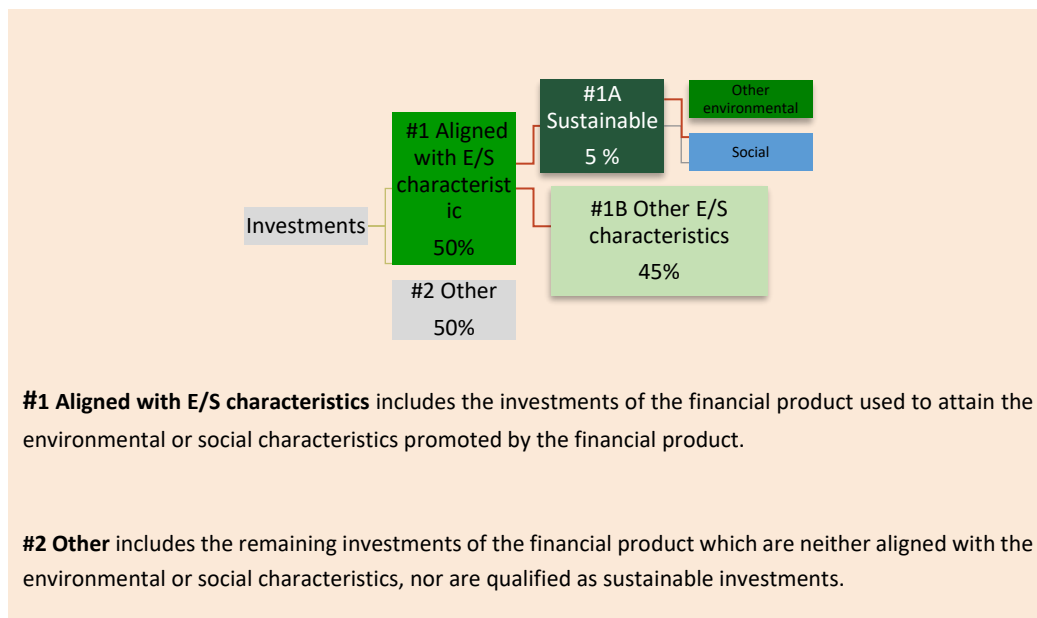 Investments
#1 Aligned
with E/S
characterist
ic
50%
#2 Other
50%
#1A
Sustainable
5 %
#1B Other E/S
characteristics
45%
Other
environmental
Social
#1 Aligned with E/S characteristics includes the investments of the financial product used to attain the
environmental or social characteristics promoted by the financial product.
#2 Other includes the remaining investments of the financial product which are neither aligned with the
environmental or social characteristics, nor are qualified as sustainable investments.